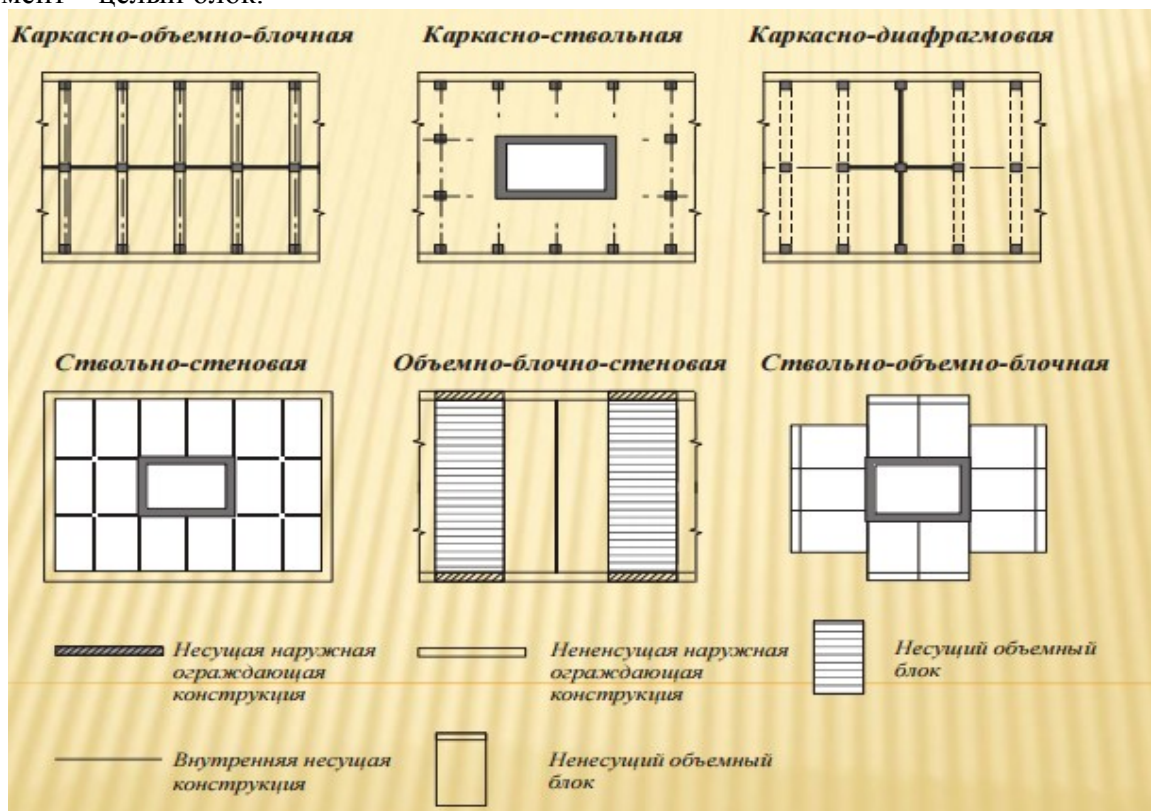 Каркасно-объемно-блочная
Каркасно-ствольная
Каркасно-диафрагмовая
Ствольно-стеновая
Объемно-блочно-стеновая
Ствольно-объемно-блочная
Несущая наружная
ограждающая
конструкция
Нененсущая наружная
ограждающая
конструкция
Несущий объемный
блок
Внутренняя несущая
конструкция
Ненесущий объемный
блок